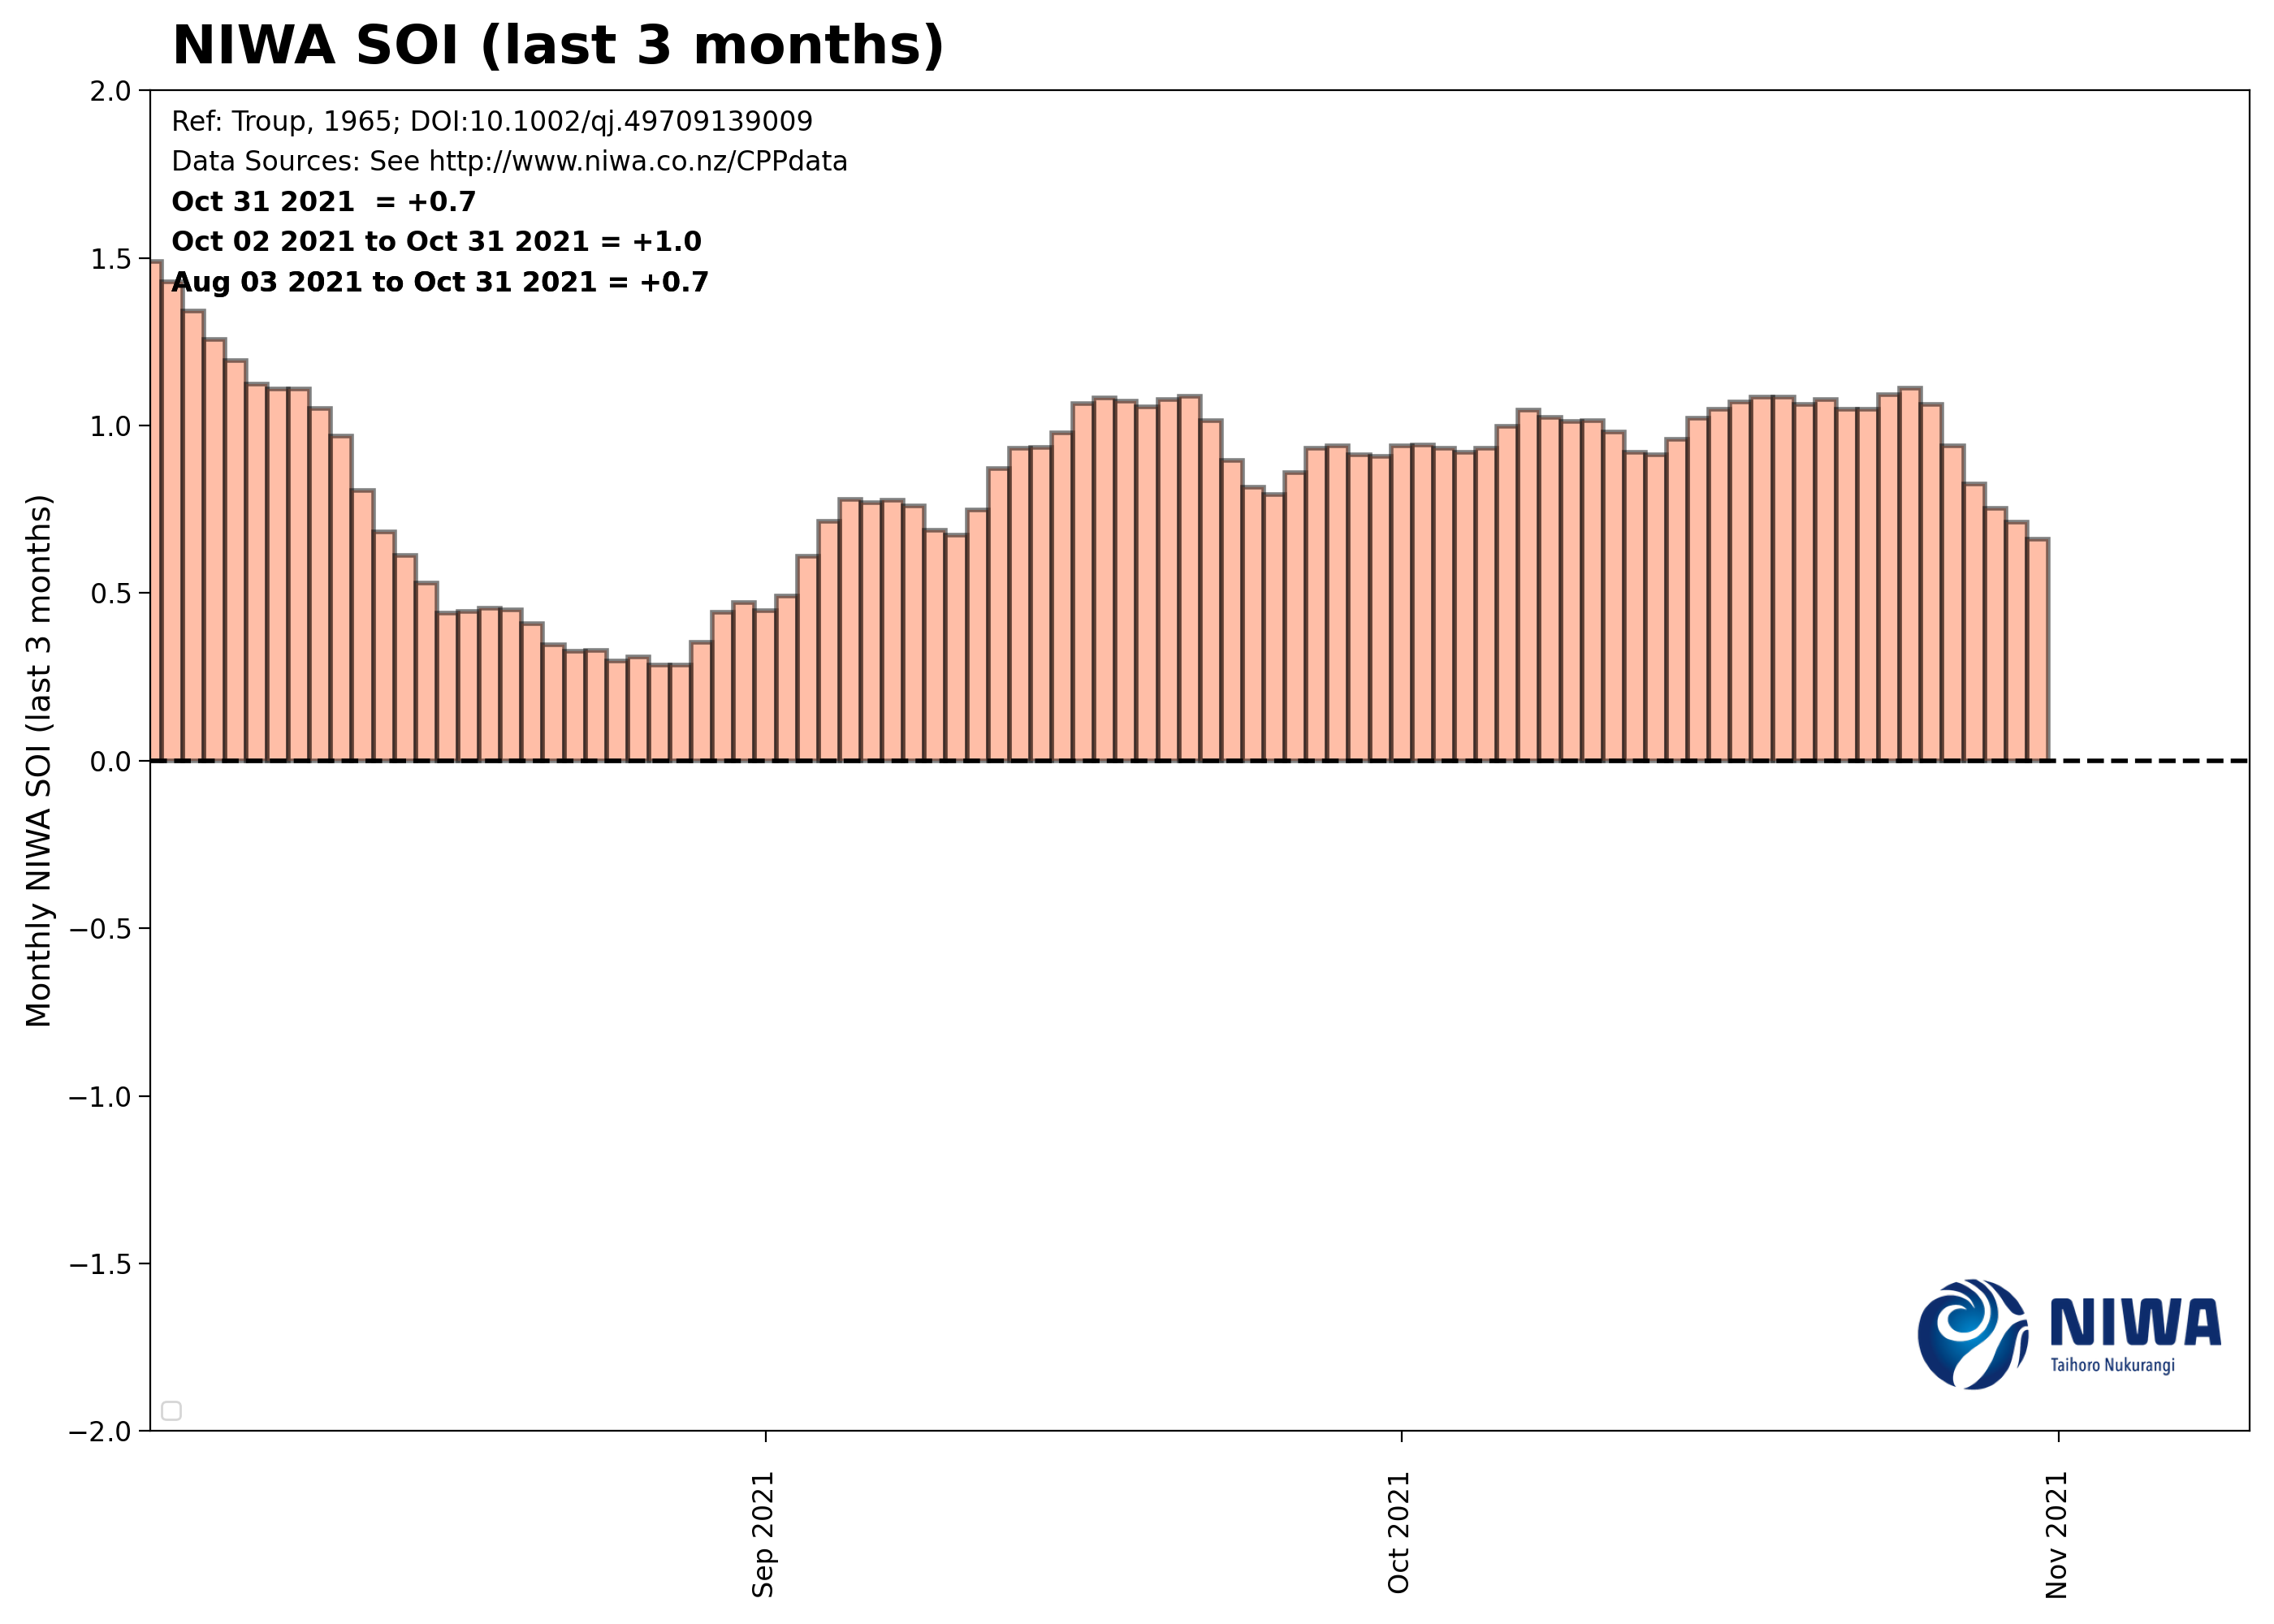 NIWA SOI (last 3 months)
Ref: Troup, 1965; DOI:10.1002/qj.49709139009
Data Sources: See http://www.niwa.co.nz/CPPdata
Oct 31 2021  = +0.7
Oct 02 2021 to Oct 31 2021 = +1.0
Aug 03 2021 to Oct 31 2021 = +0.7
Monthly NIWA SOI (last 3 months)
2.0
1.5
1.0
0.5
0.0
−0.5
−1.0
−1.5
−2.0
Sep 2021
Oct 2021
Nov 2021
NIWA
Taihoro Nukurangi